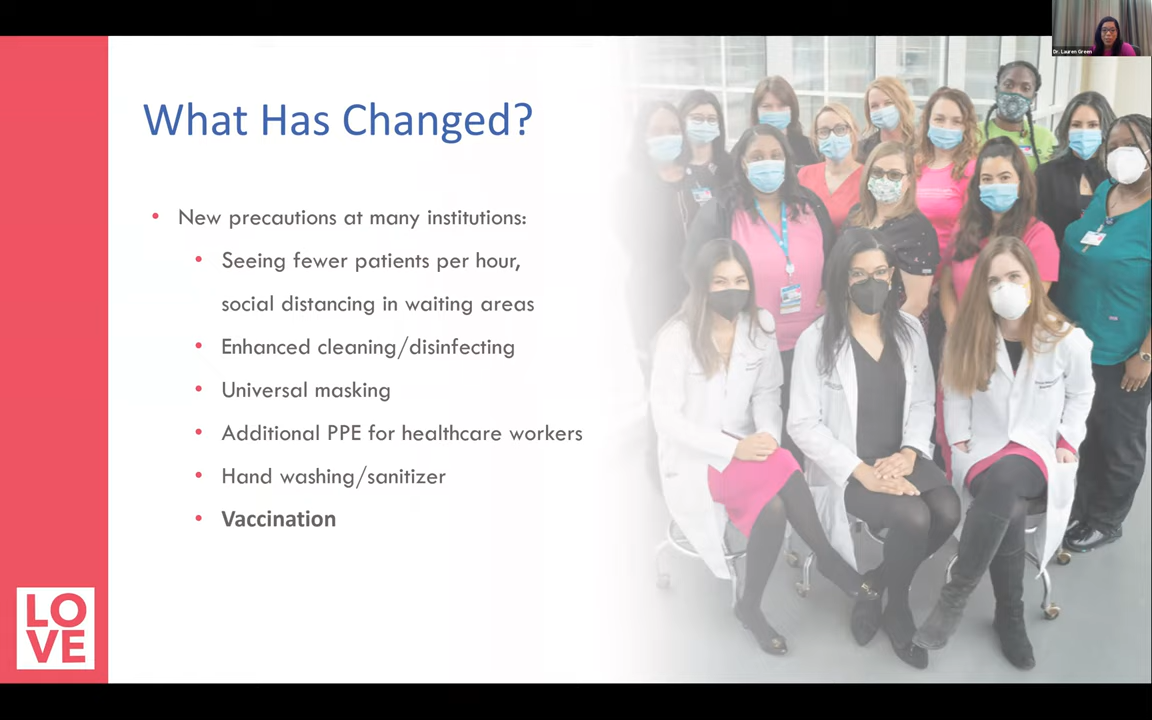 Dr. Lauren Green
What Has Changed?
• New precautions at many institutions:
• Seeing fewer patients per hour,
social distancing in waiting areas
• Enhanced cleaning/disinfecting
• Universal masking
• Additional PPE for healthcare workers
• Hand washing/sanitizer
• Vaccination
LO
VE